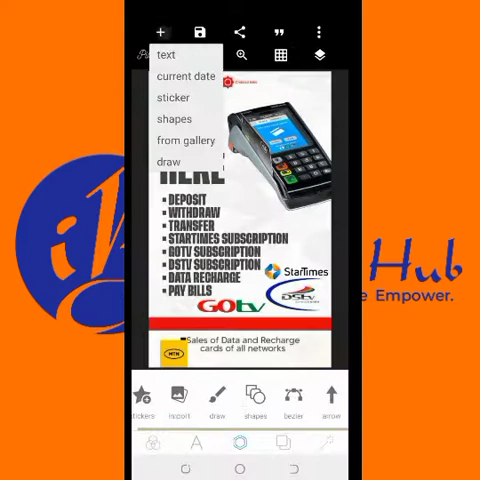 text
current date
sticker
shapes
from gallery
draw
HERE
▪ DEPOSIT
▪ WITHDRAW
▪ TRANSFER
▪ STARTIMES SUBSCRIPTION
▪ GOTV SUBSCRIPTION
▪ DSTV SUBSCRIPTION
▪ DATA RECHARGE
▪ PAY BILLS
StarTimes
GOtv
DStv
Sales of Data and Recharge
cards of all networks
MTN
tickers
import
draw
shapes
bezier
arrow
Hub
e Empower.